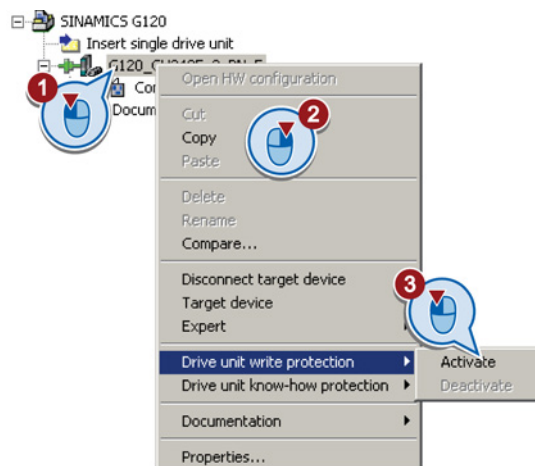 SINAMICS G120
Insert single drive unit
1
Docum
Open HW configuration
Cut
2
Copy
Paste
Delete
Rename
Compare...
Disconnect target device
3
Target device
Expert
Drive unit write protection
Activate
Drive unit know-how protection
Deactivate
Documentation
Properties...